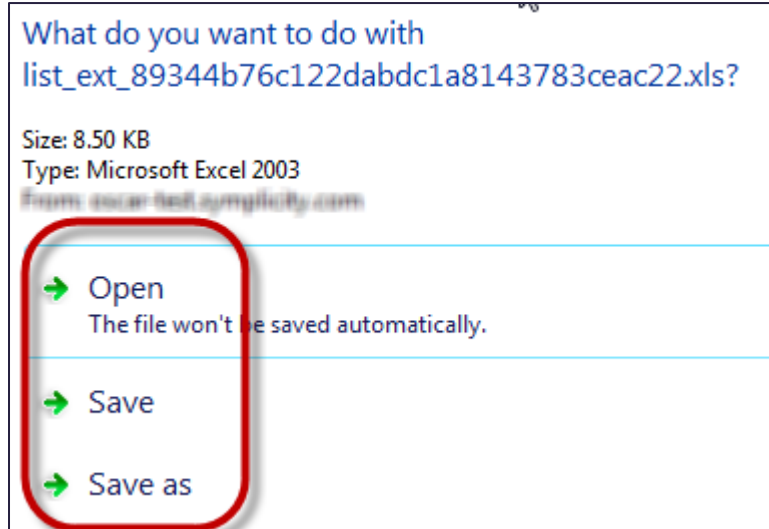 What do you want to do with
list_ext_89344b76c122dabdc1a8143783ceac22.xls?
Size: 8.50 KB
Type: Microsoft Excel 2003
Open
The file won't be saved automatically.
Save
Save as